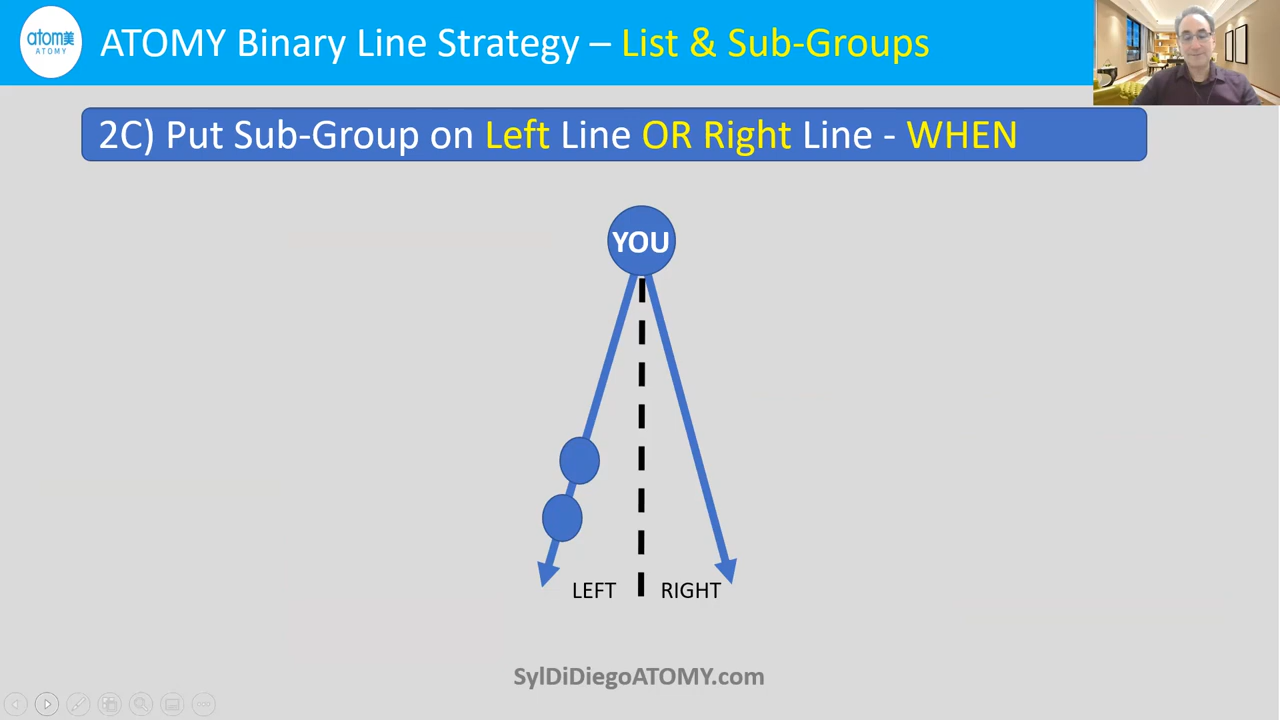 atom美
ATOMY
ATOMY Binary Line Strategy – List & Sub-Groups
2C) Put Sub-Group on Left Line OR Right Line - WHEN
YOU
LEFT
RIGHT
SylDiDiegoATOMY.com